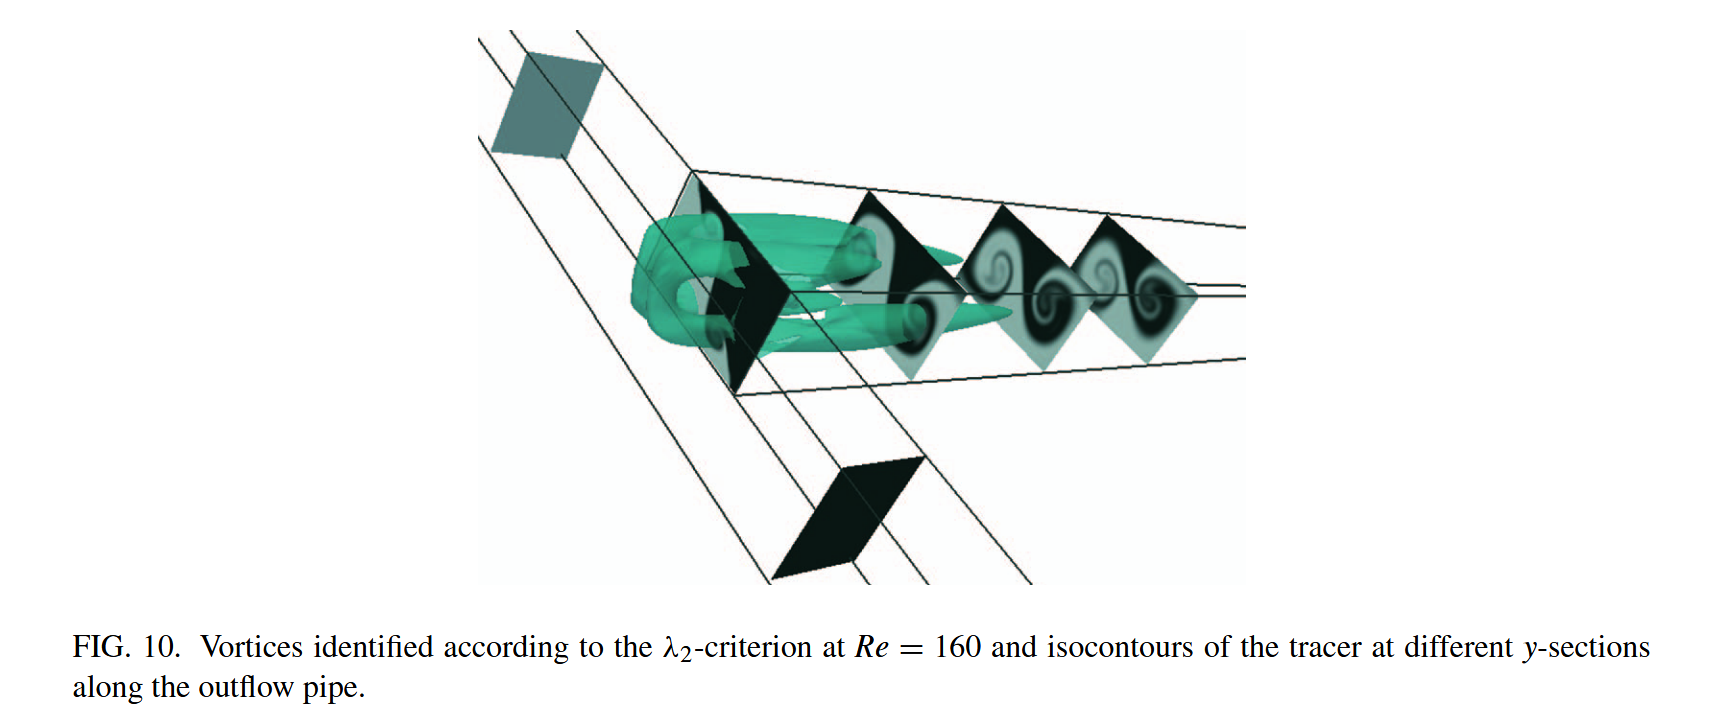 FIG. 10. Vortices identified according to the λ₂-criterion at Re = 160 and isocontours of the tracer at different y-sections
along the outflow pipe.